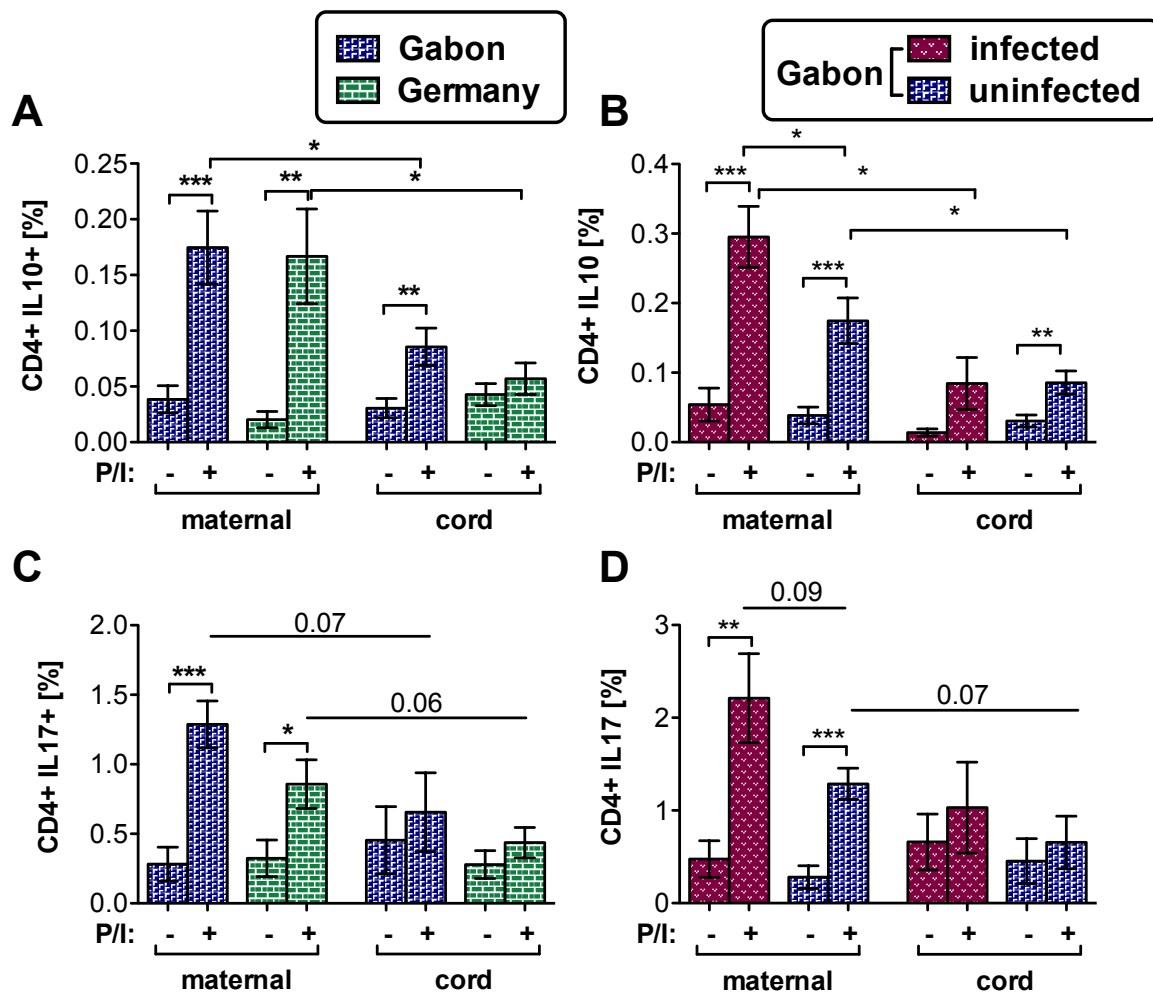 Gabon
Germany
Gabon
infected
uninfected
A
CD4+ IL10+ [%]
0.25
0.20
0.15
0.10
0.05
0.00
*
*** ** *
**
P/I: - + - + - + - +
maternal cord
B
CD4+ IL10 [%]
0.4
0.3
0.2
0.1
0.0
*
*** *
*
***
**
P/I: - + - + - + - +
maternal cord
C
CD4+ IL17+ [%]
2.0
1.5
1.0
0.5
0.0
0.07
***
0.06
*
P/I: - + - + - + - +
maternal cord
D
CD4+ IL17 [%]
3
2
1
0
0.09
**
0.07
***
P/I: - + - + - + - +
maternal cord